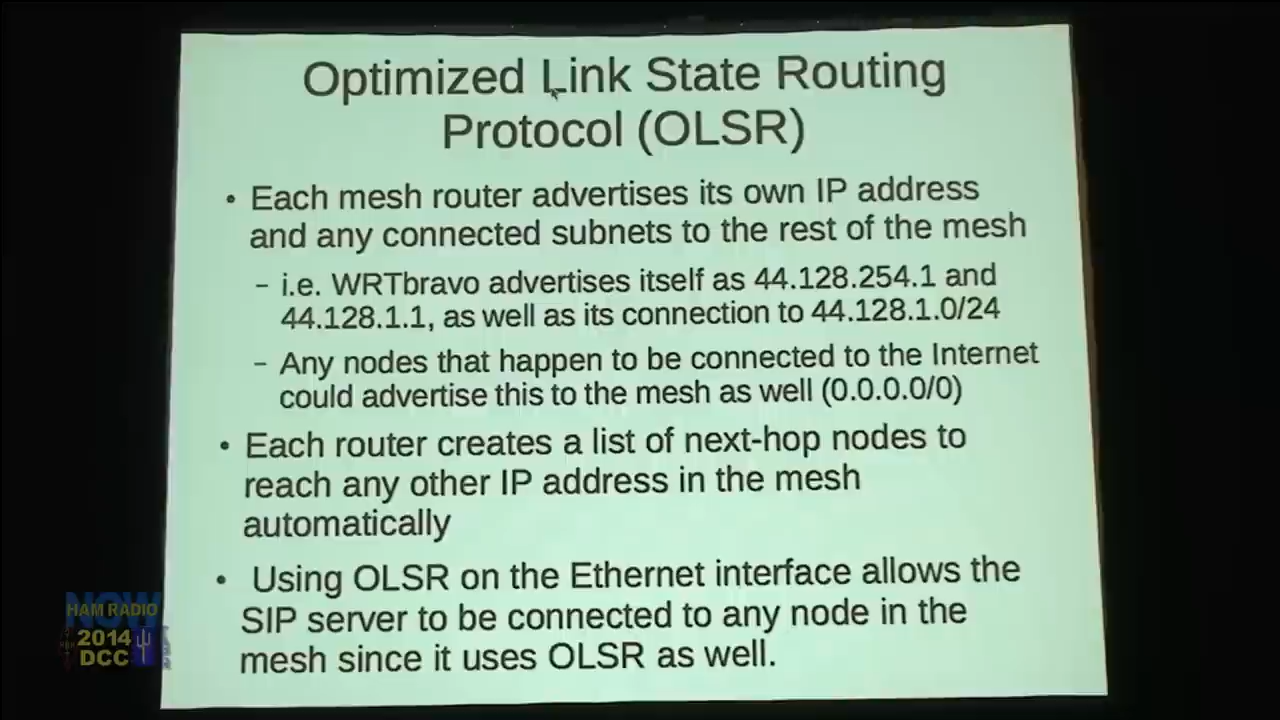 Optimized Link State Routing
Protocol (OLSR)
• Each mesh router advertises its own IP address
and any connected subnets to the rest of the mesh
– i.e. WRTbravo advertises itself as 44.128.254.1 and
44.128.1.1, as well as its connection to 44.128.1.0/24
– Any nodes that happen to be connected to the Internet
could advertise this to the mesh as well (0.0.0.0/0)
• Each router creates a list of next-hop nodes to
reach any other IP address in the mesh
automatically
• Using OLSR on the Ethernet interface allows the
SIP server to be connected to any node in the
mesh since it uses OLSR as well.
NOW
HAM RADIO
2014
DCC